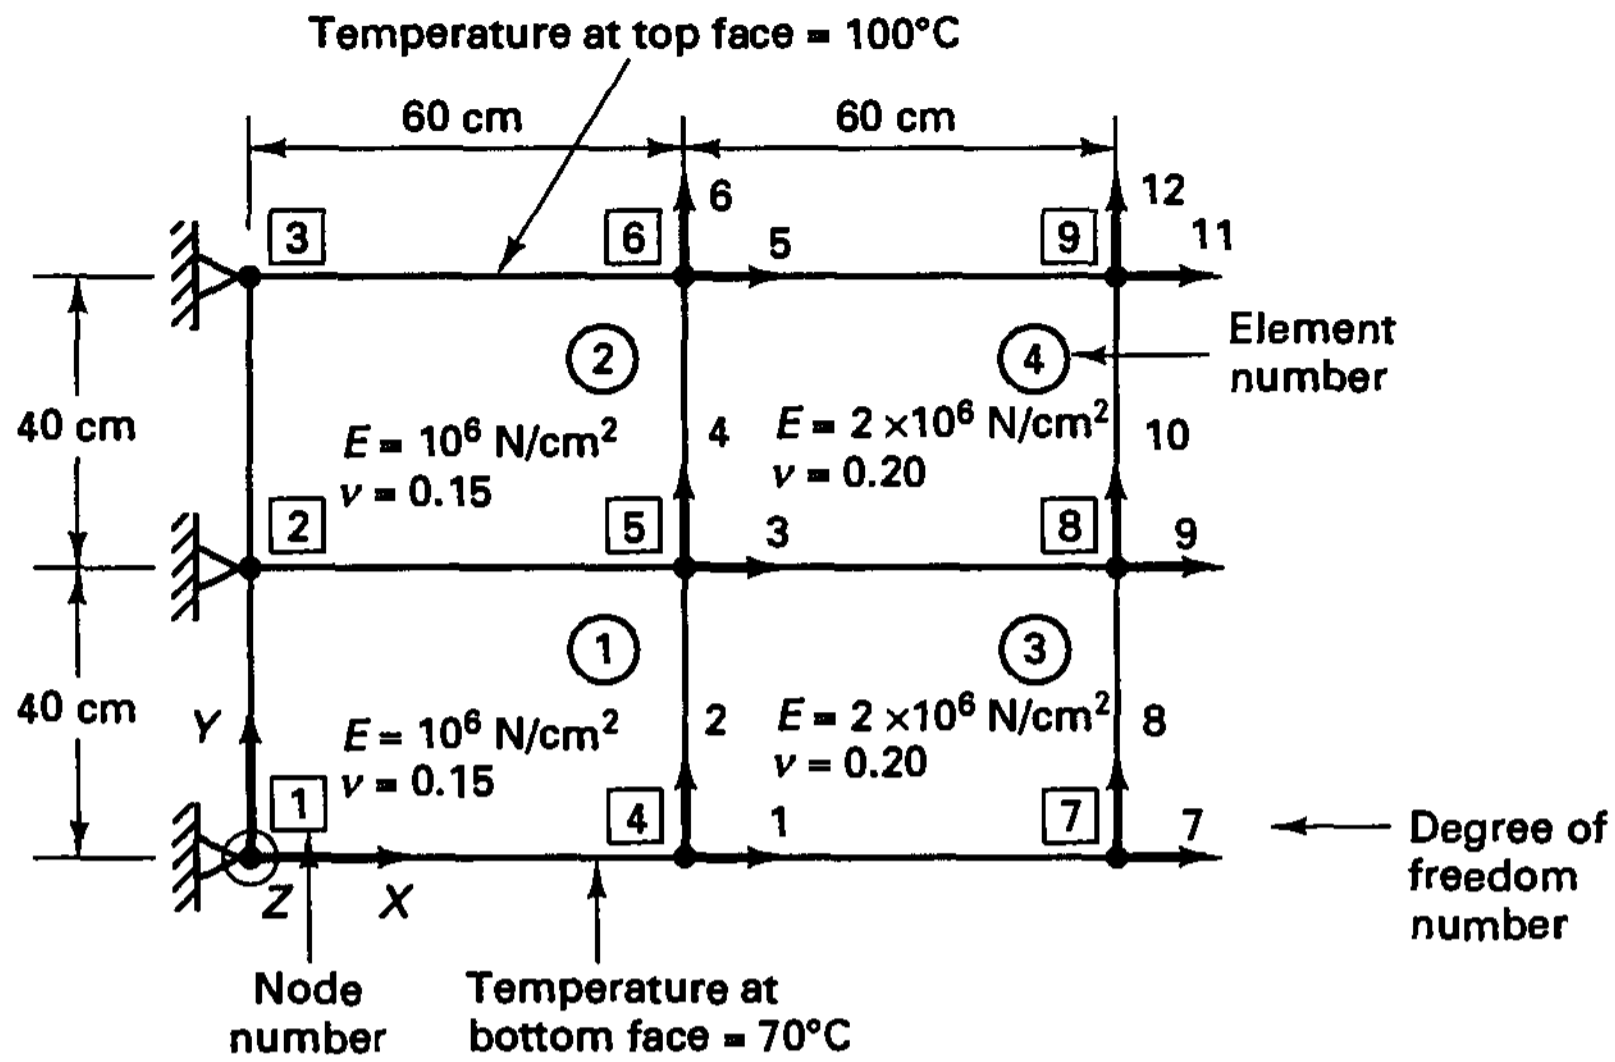 Temperature at top face = 100°C
60 cm
60 cm
6
12
3
6
5
9
11
2
4
Element
number
40 cm
E = 10⁶ N/cm²
ν = 0.15
4
E = 2 ×10⁶ N/cm²
ν = 0.20
10
2
5
3
8
9
1
3
40 cm
Y
E = 10⁶ N/cm²
ν = 0.15
2
E = 2 ×10⁶ N/cm²
ν = 0.20
8
1
4
1
7
7
Degree of
freedom
number
Z
X
Node
number
Temperature at
bottom face = 70°C